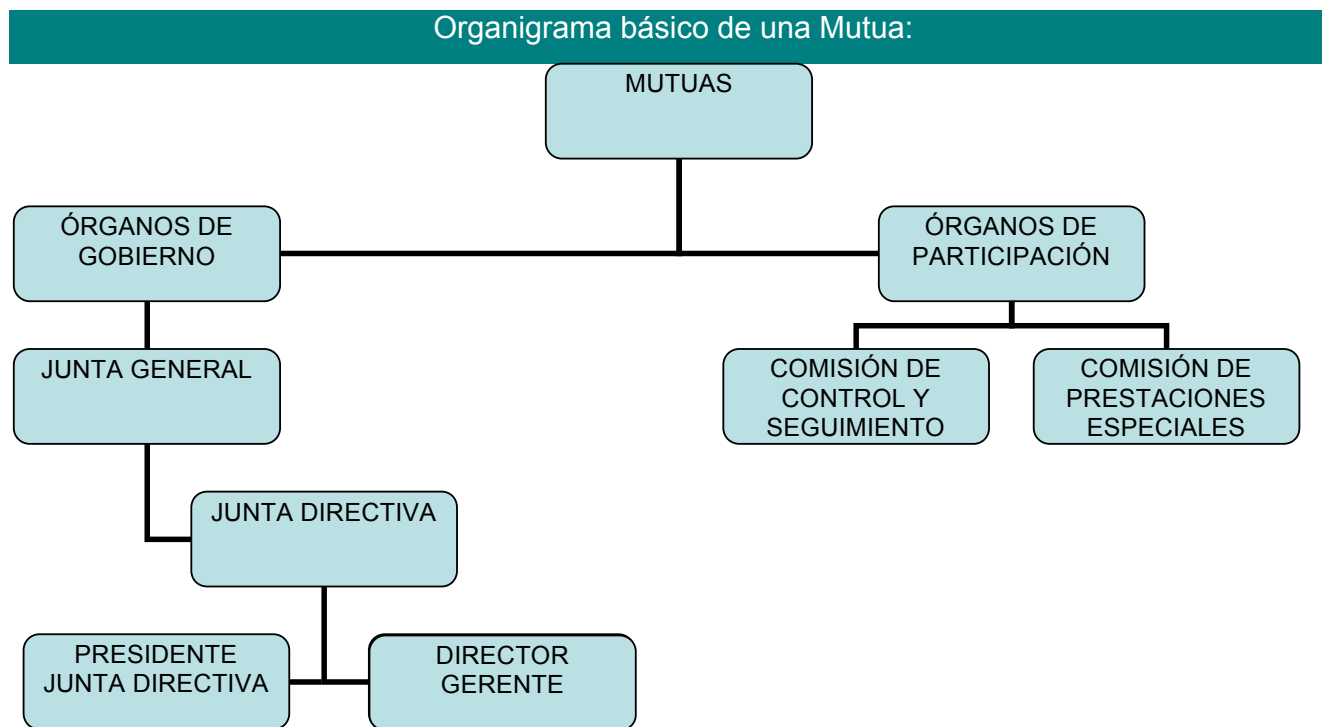 Organigrama básico de una Mutua:
MUTUAS
ÓRGANOS DE
GOBIERNO
ÓRGANOS DE
PARTICIPACIÓN
JUNTA GENERAL
COMISIÓN DE
CONTROL Y
SEGUIMIENTO
COMISIÓN DE
PRESTACIONES
ESPECIALES
JUNTA DIRECTIVA
PRESIDENTE
JUNTA DIRECTIVA
DIRECTOR
GERENTE